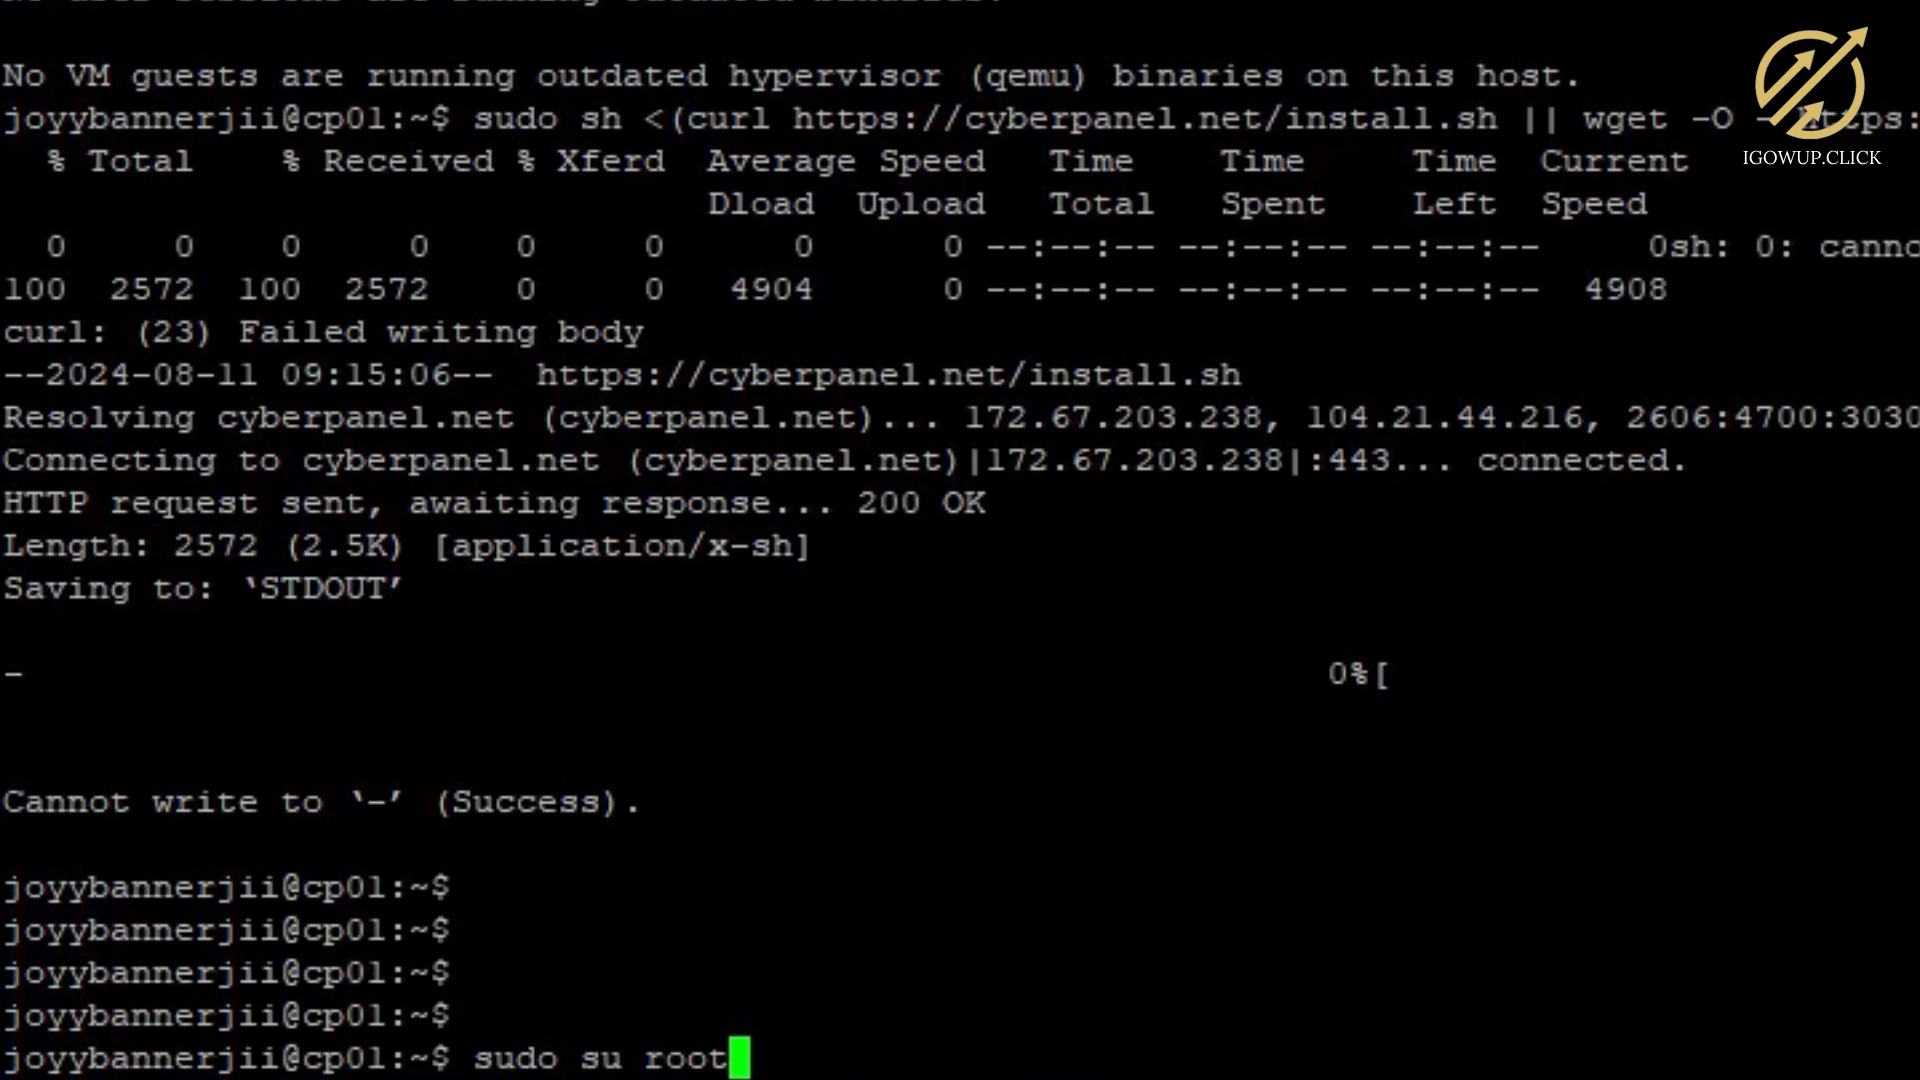 No VM guests are running outdated hypervisor (qemu) binaries on this host.
joyybannerjii@cp01:~$ sudo sh <(curl https://cyberpanel.net/install.sh || wget -O - https:
% Total % Received % Xferd Average Speed Time Time Time Current
Dload Upload Total Spent Left Speed
0 0 0 0 0 0 0 0 --:--:-- --:--:-- --:--:-- 0sh: 0: canno
100 2572 100 2572 0 0 4904 0 --:--:-- --:--:-- --:--:-- 4908
curl: (23) Failed writing body
--2024-08-11 09:15:06-- https://cyberpanel.net/install.sh
Resolving cyberpanel.net (cyberpanel.net)... 172.67.203.238, 104.21.44.216, 2606:4700:3030
Connecting to cyberpanel.net (cyberpanel.net)|172.67.203.238|:443... connected.
HTTP request sent, awaiting response... 200 OK
Length: 2572 (2.5K) [application/x-sh]
Saving to: ‘STDOUT’
- 0%[
Cannot write to ‘-’ (Success).
joyybannerjii@cp01:~$
joyybannerjii@cp01:~$
joyybannerjii@cp01:~$
joyybannerjii@cp01:~$
joyybannerjii@cp01:~$ sudo su root
IGOWUP.CLICK